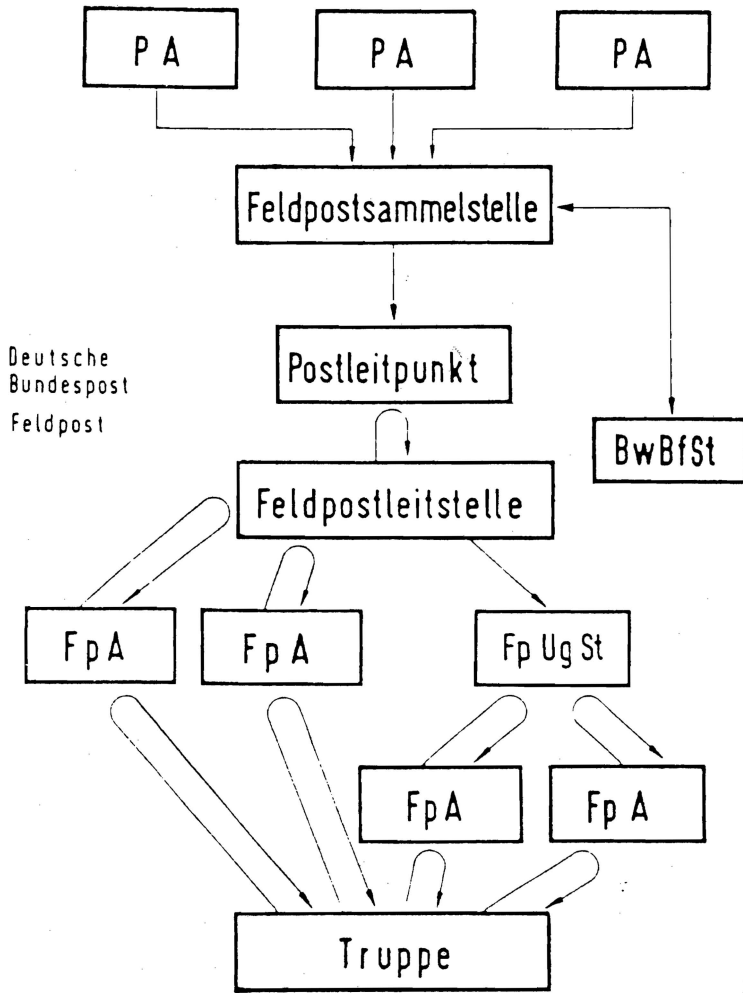 PA PA PA
Feldpostsammelstelle
Postleitpunkt
Deutsche
Bundespost
Feldpost
BwBfSt
Feldpostleitstelle
FpA FpA FpUgSt
FpA FpA
Truppe